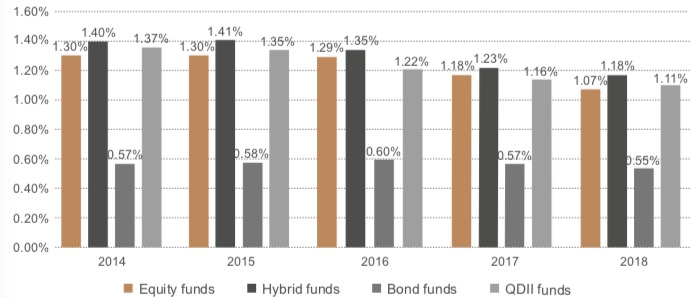 1.60%
1.40%
1.20%
1.00%
0.80%
0.60%
0.40%
0.20%
0.00%
1.30% 1.40% 0.57% 1.37%
1.30% 1.41% 0.58% 1.35%
1.29% 1.35% 0.60% 1.22%
1.18% 1.23% 0.57% 1.16%
1.07% 1.18% 0.55% 1.11%
2014 2015 2016 2017 2018
Equity funds Hybrid funds Bond funds QDII funds